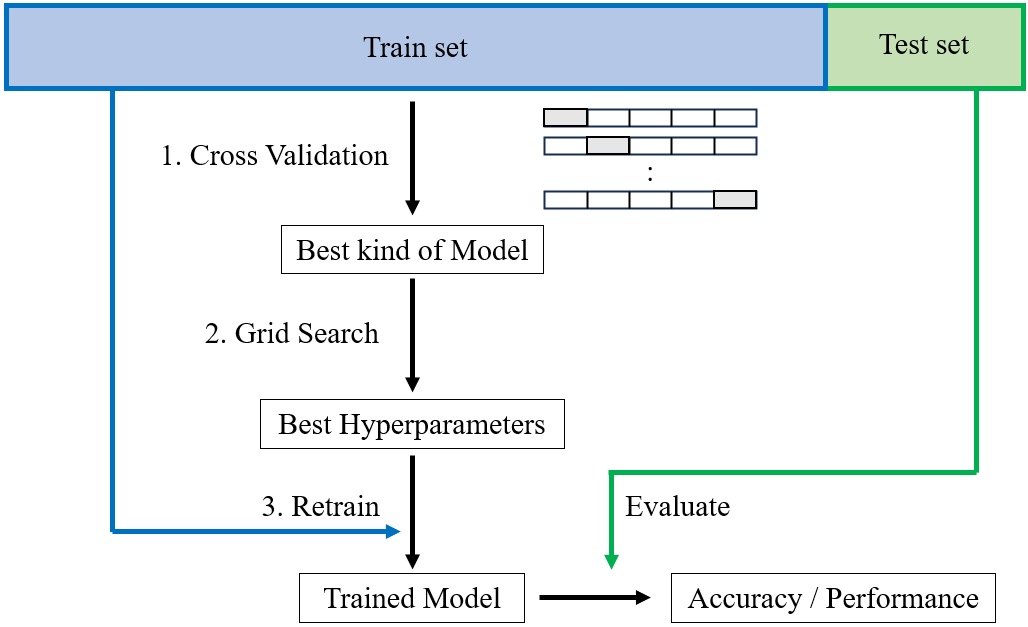 Train set
Test set
1. Cross Validation
:
Best kind of Model
2. Grid Search
Best Hyperparameters
3. Retrain
Evaluate
Trained Model
Accuracy / Performance